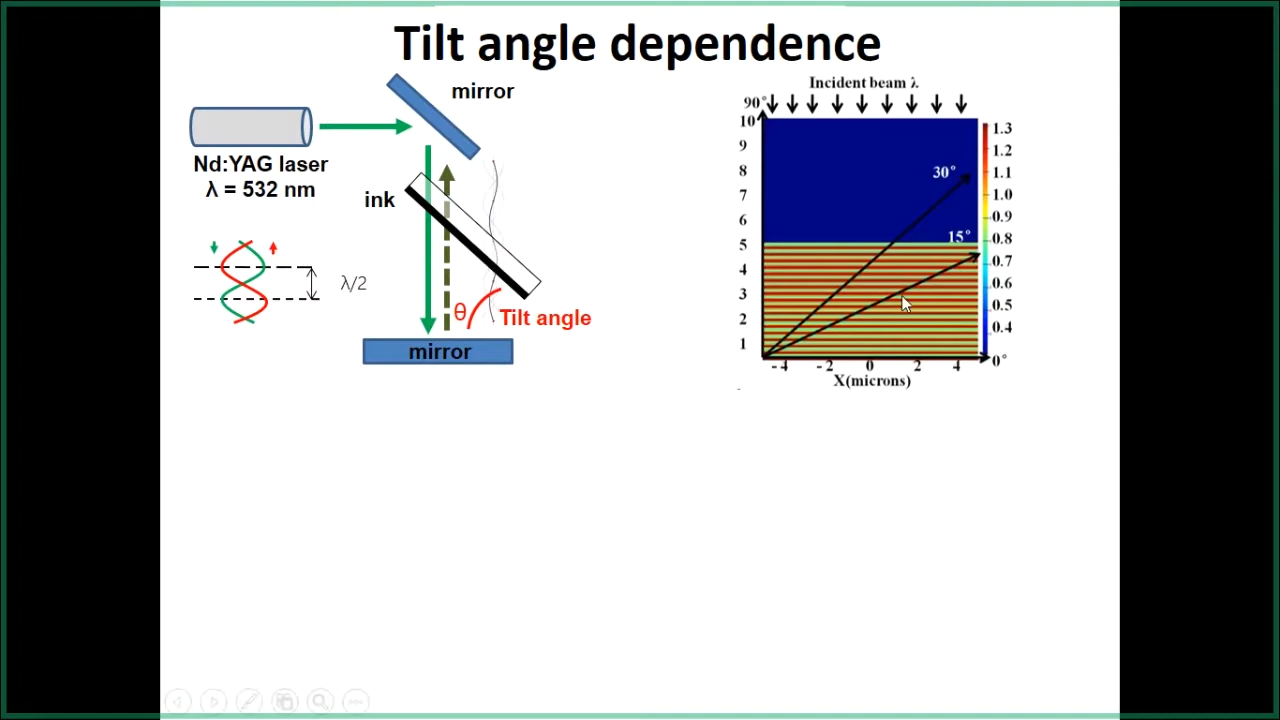 Tilt angle dependence
mirror
Nd:YAG laser
λ = 532 nm
ink
λ/2
θ
Tilt angle
mirror
Incident beam λ
90°
10
9
8
7
6
5
4
3
2
1
30°
15°
0°
-4 -2 0 2 4
X(microns)
1.3
1.2
1.1
1.0
0.9
0.8
0.7
0.6
0.5
0.4